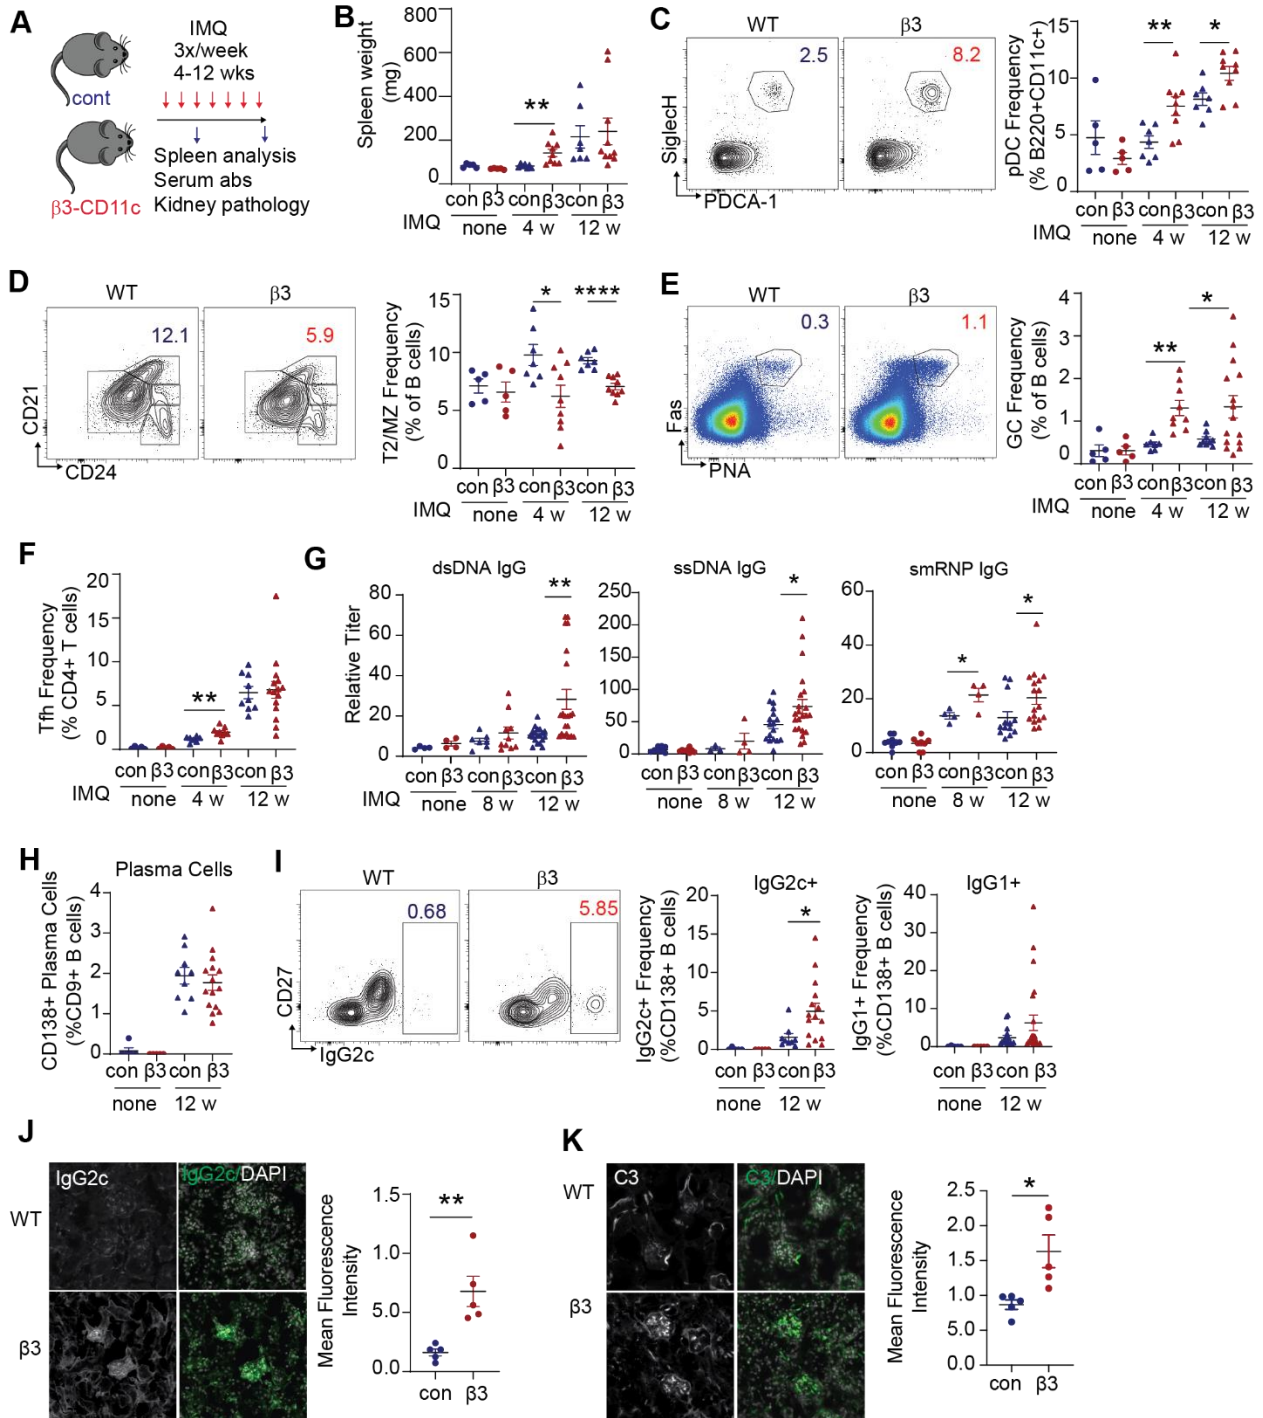 A
IMQ
3x/week
4-12 wks
cont
β3-CD11c
Spleen analysis
Serum abs
Kidney pathology
B
Spleen weight
(mg)
800
600
400
200
0
**
con β3 con β3 con β3
IMQ none 4 w 12 w
C
WT β3
2.5 8.2
SiglecH
PDCA-1
pDC Frequency
(% B220+CD11c+)
15
10
5
0
** *
con β3 con β3 con β3
IMQ none 4 w 12 w
D
WT β3
12.1 5.9
CD21
CD24
T2/MZ Frequency
(% of B cells)
15
10
5
0
* ****
con β3 con β3 con β3
IMQ none 4 w 12 w
E
WT β3
0.3 1.1
Fas
PNA
GC Frequency
(% of B cells)
4
3
2
1
0
** *
con β3 con β3 con β3
IMQ none 4 w 12 w
F
Tfh Frequency
(% CD4+ T cells)
20
15
10
5
0
**
con β3 con β3 con β3
IMQ none 4 w 12 w
G
dsDNA IgG
Relative Titer
80
60
40
20
0
**
con β3 con β3 con β3
IMQ none 8 w 12 w
ssDNA IgG
250
200
150
100
50
0
*
con β3 con β3 con β3
none 8 w 12 w
smRNP IgG
60
40
20
0
* *
con β3 con β3 con β3
none 8 w 12 w
H
Plasma Cells
CD138+ Plasma Cells
(%CD9+ B cells)
4
3
2
1
0
con β3 con β3
none 12 w
I
WT β3
0.68 5.85
CD27
IgG2c
IgG2c+
IgG2c+ Frequency
(%CD138+ B cells)
20
15
10
5
0
*
con β3 con β3
none 12 w
IgG1+
IgG1+ Frequency
(%CD138+ B cells)
40
30
20
10
0
con β3 con β3
none 12 w
J
IgG2c IgG2c/DAPI
WT
β3
Mean Fluorescence
Intensity
1.5
1.0
5.0
0.0
**
con β3
K
C3 C3/DAPI
WT
β3
Mean Fluorescence
Intensity
2.5
2.0
1.5
1.0
5.0
0.0
*
con β3